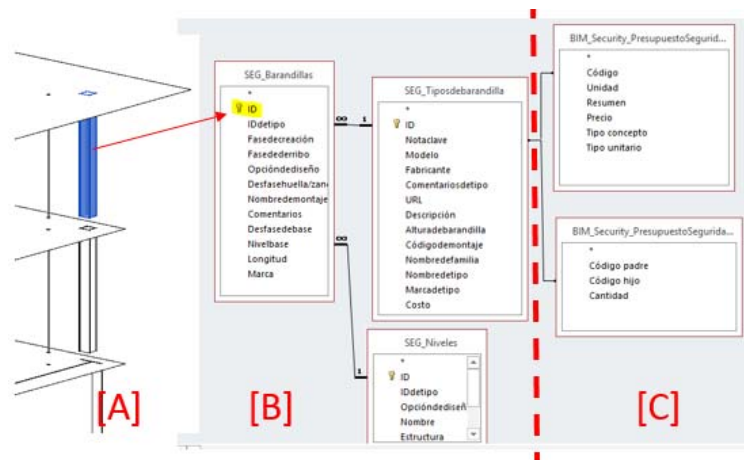 SEG_Barandillas
*
ID
IDdetipo
Fasedecreación
Fasedederribo
Opcióndediseño
Desfasehuella/zan
Nombredemontaje
Comentarios
Desfasedebase
Nivelbase
Longitud
Marca
SEG_Tiposdebarandilla
*
ID
Notaclave
Modelo
Fabricante
Comentariosdetipo
URL
Descripción
Alturadebarandilla
Códigodemontaje
Nombredefamilia
Nombredetipo
Marcadetipo
Costo
∞ 1
∞
1
SEG_Niveles
*
ID
IDdetipo
Opcióndediseñ
Nombre
Estructura
BIM_Security_PresupuestoSegurid...
*
Código
Unidad
Resumen
Precio
Tipo concepto
Tipo unitario
BIM_Security_PresupuestoSegurida...
*
Código padre
Código hijo
Cantidad
[A] [B] [C]